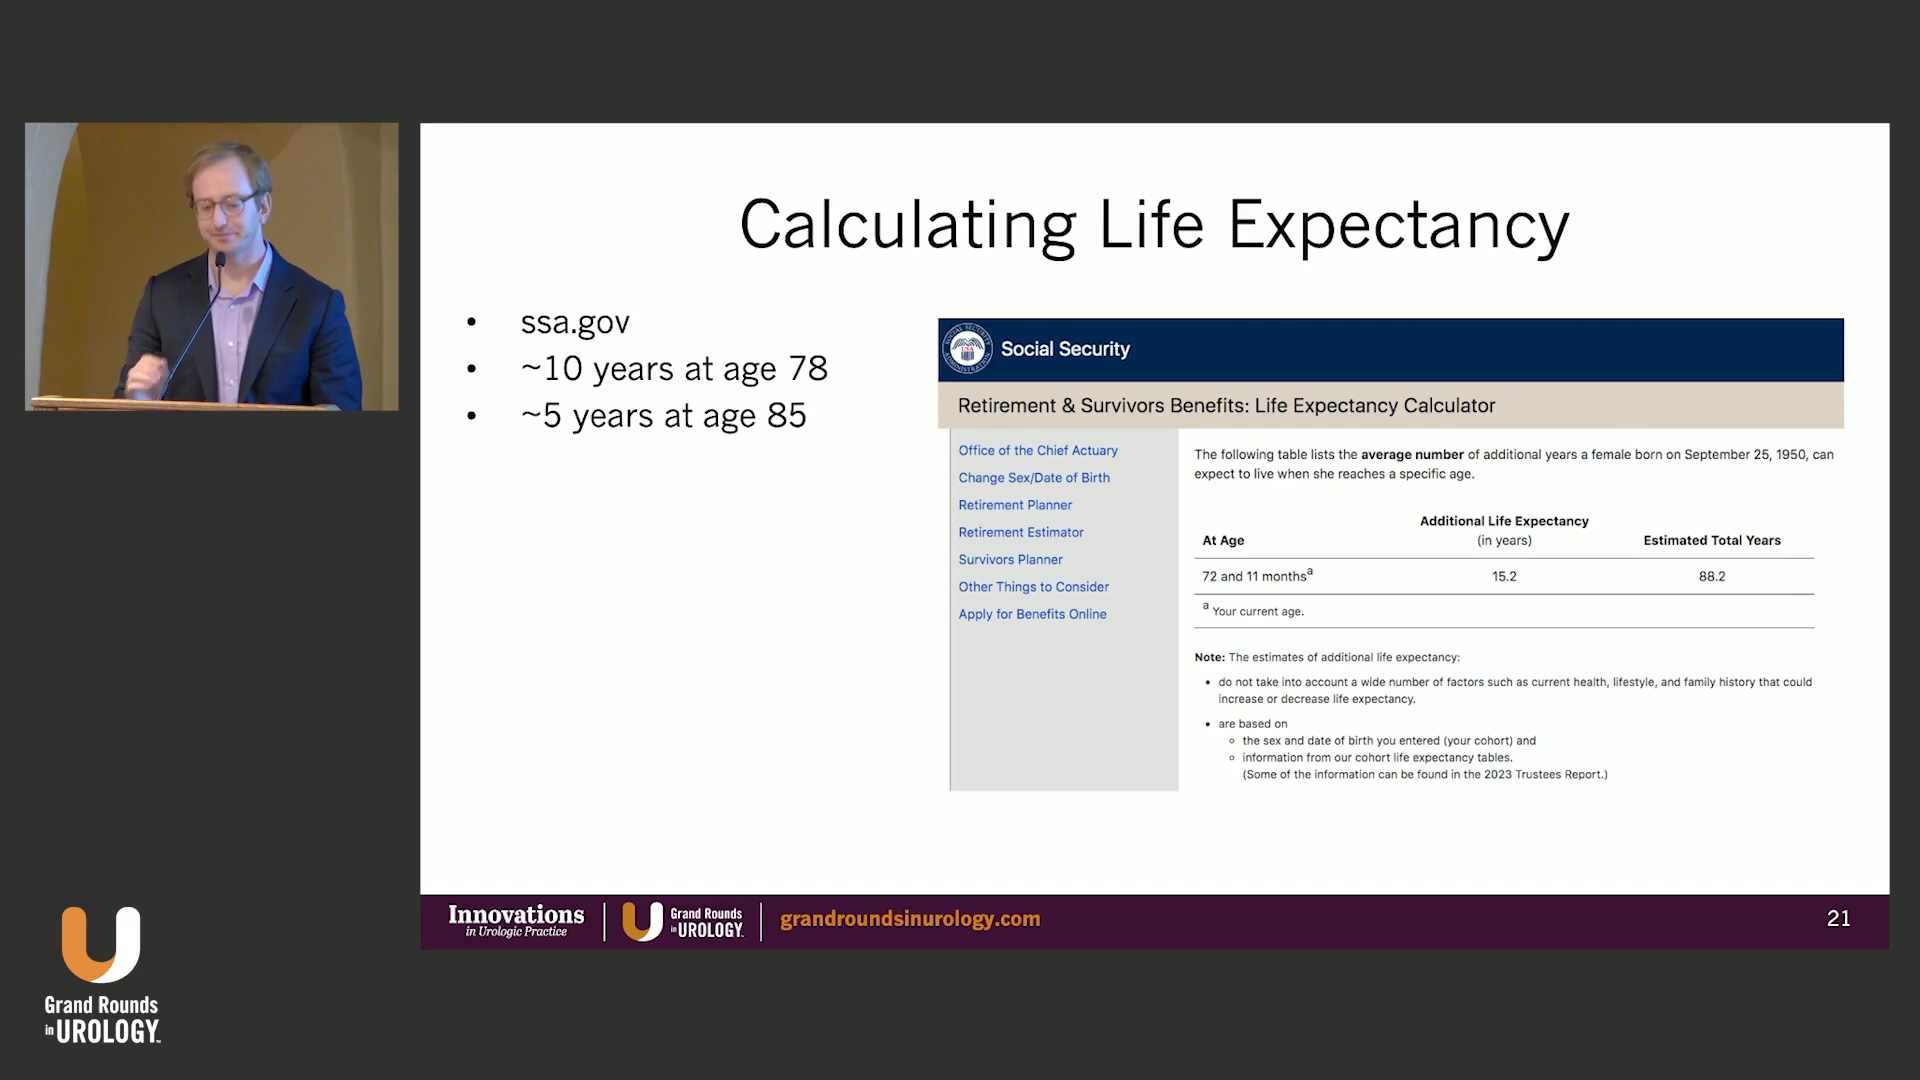 Calculating Life Expectancy
• ssa.gov
• ~10 years at age 78
• ~5 years at age 85
Social Security
Retirement & Survivors Benefits: Life Expectancy Calculator
Office of the Chief Actuary
Change Sex/Date of Birth
Retirement Planner
Retirement Estimator
Survivors Planner
Other Things to Consider
Apply for Benefits Online
The following table lists the average number of additional years a female born on September 25, 1950, can
expect to live when she reaches a specific age.
Additional Life Expectancy
At Age (in years) Estimated Total Years
72 and 11 months^a 15.2 88.2
^a Your current age.
Note: The estimates of additional life expectancy:
• do not take into account a wide number of factors such as current health, lifestyle, and family history that could
increase or decrease life expectancy.
• are based on
○ the sex and date of birth you entered (your cohort) and
○ information from our cohort life expectancy tables.
(Some of the information can be found in the 2023 Trustees Report.)
Innovations
in Urologic Practice
Grand Rounds
in UROLOGY™
grandroundsinurology.com
21
Grand Rounds
in UROLOGY™